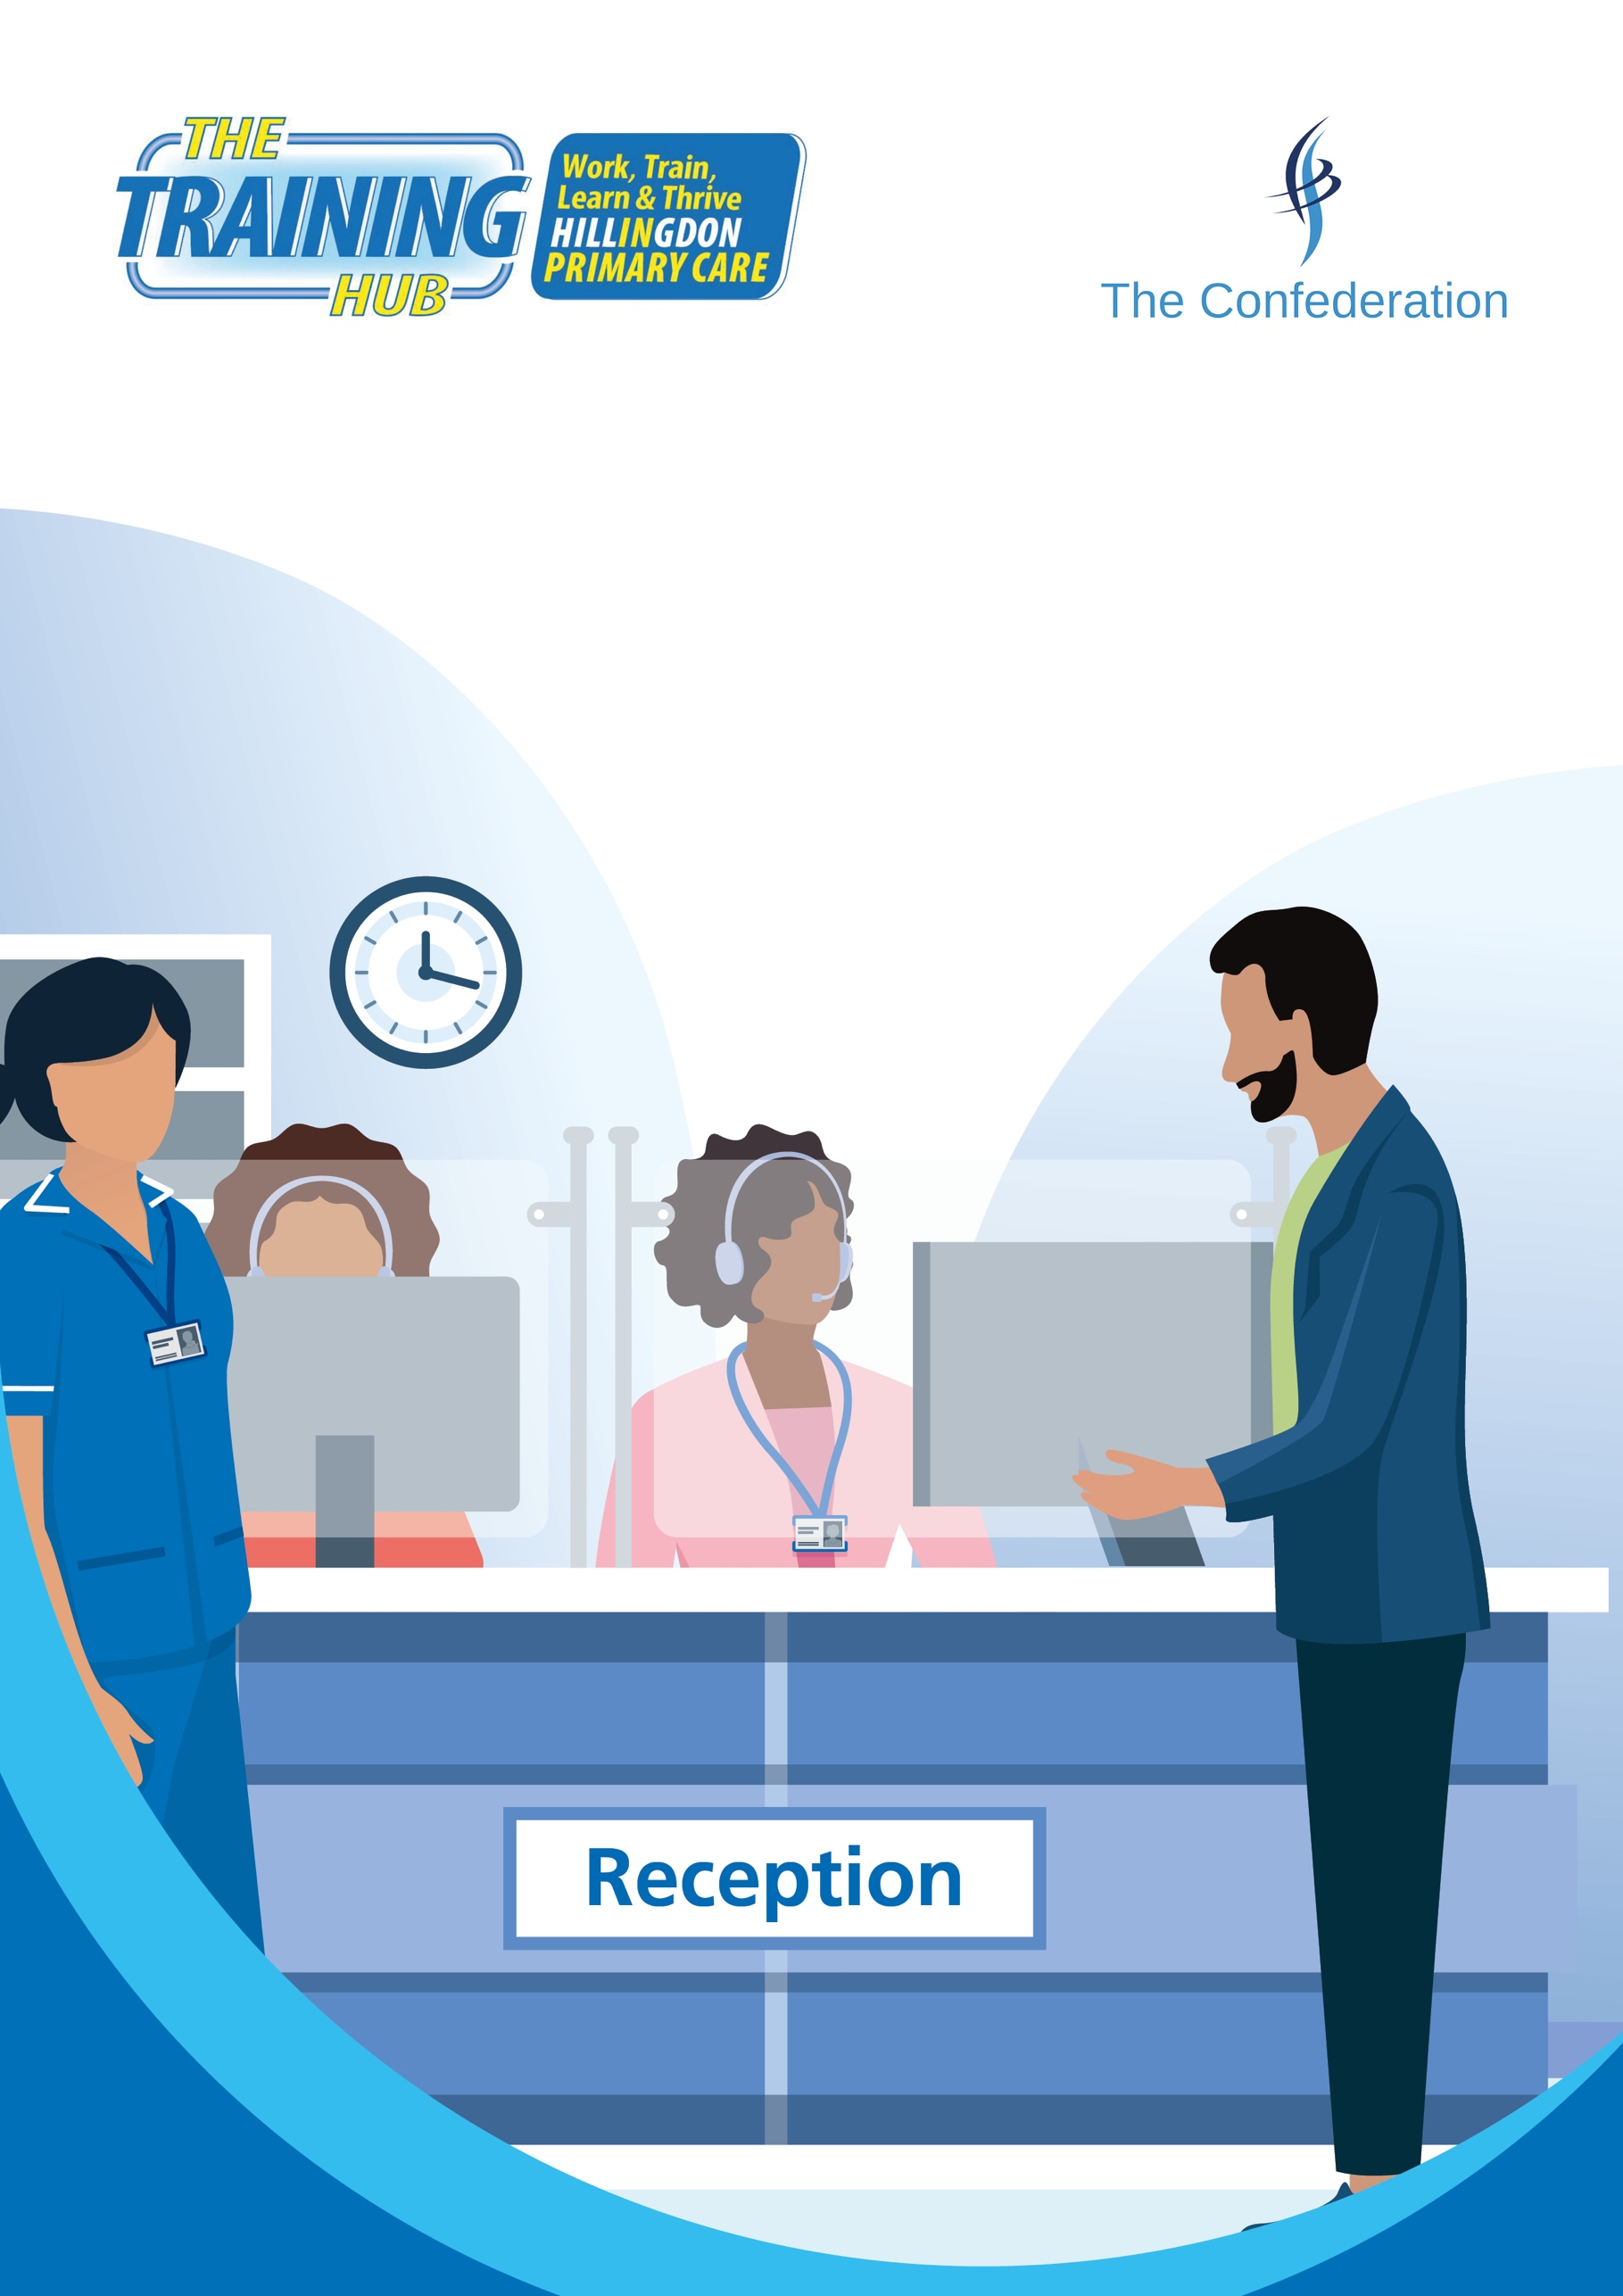 THE
TRAINING
HUB
Work, Train,
Learn & Thrive
HILLINGDON
PRIMARY CARE
The Confederation
Reception